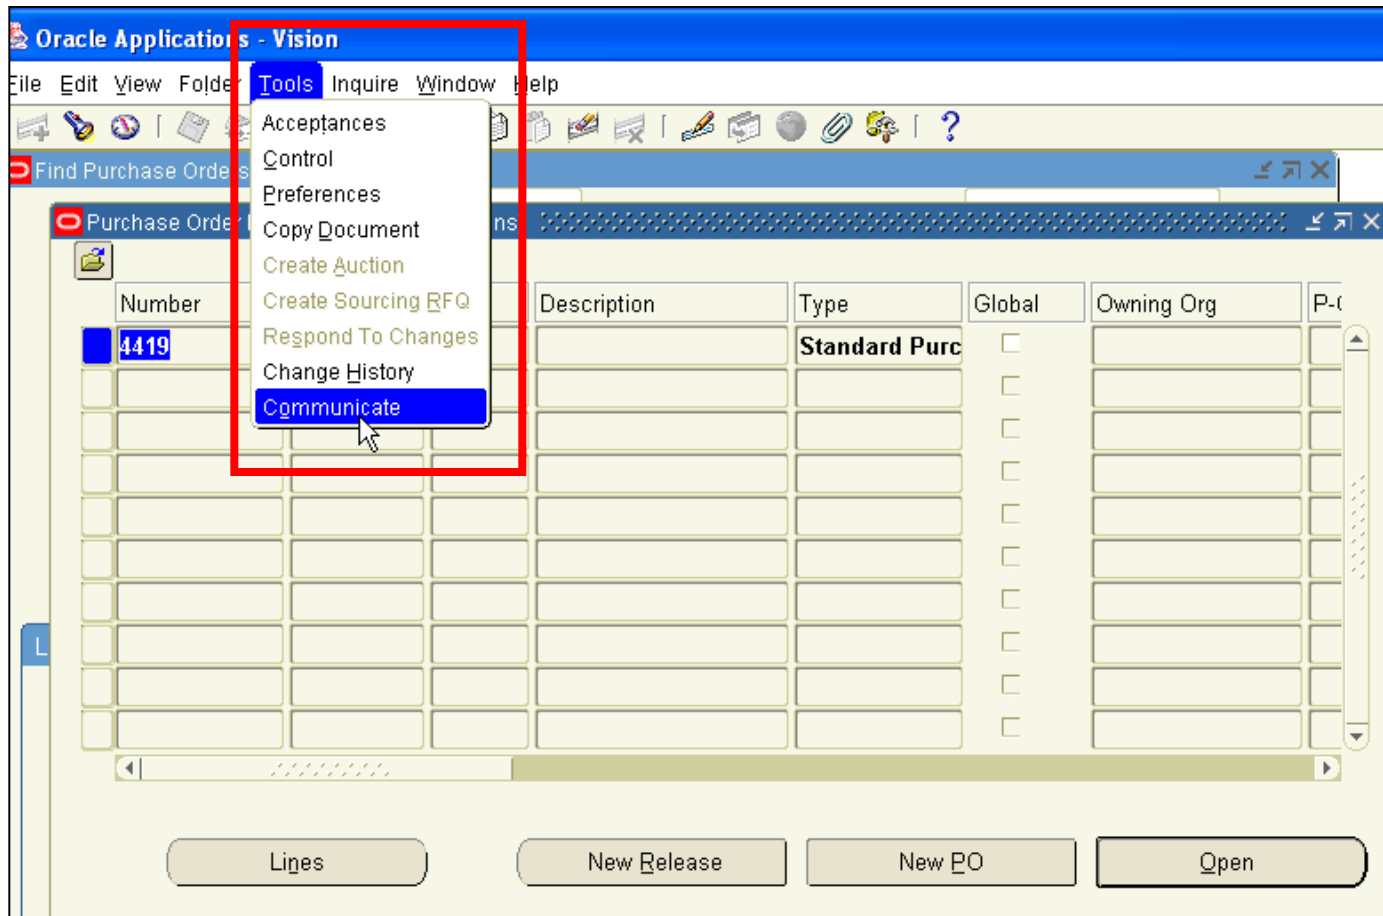 Oracle Applications - Vision
File Edit View Folder Tools Inquire Window Help
Acceptances
Control
Preferences
Copy Document
Create Auction
Create Sourcing RFQ
Respond To Changes
Change History
Communicate
Find Purchase Orders
Purchase Order
ns
Number Description Type Global Owning Org P-
4419 Standard Purc
L
Lines New Release New PO Open